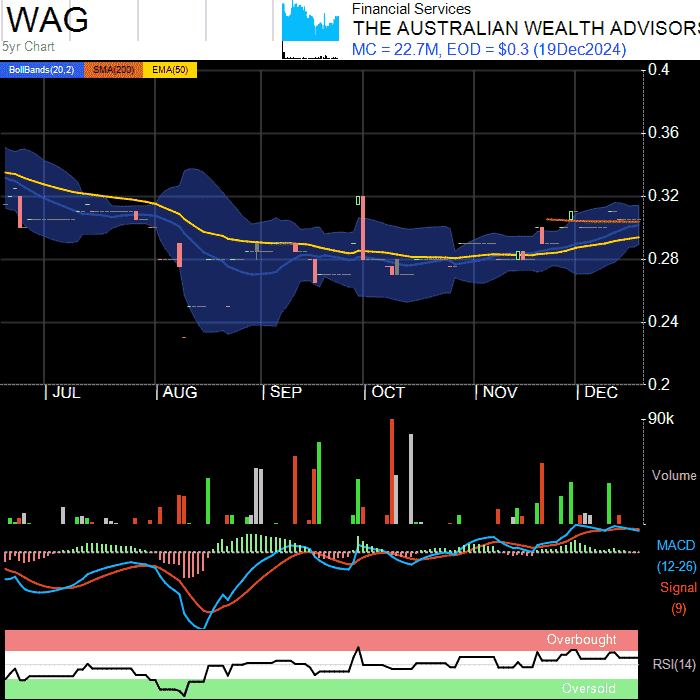 WAG
5yr Chart
Financial Services
THE AUSTRALIAN WEALTH ADVISORS
MC = 22.7M, EOD = $0.3 (19Dec2024)
BollBands(20,2) SMA(200) EMA(50)
0.4
0.36
0.32
0.28
0.24
0.2
JUL AUG SEP OCT NOV DEC
90k
Volume
MACD
(12-26)
Signal
(9)
Overbought
RSI(14)
Oversold